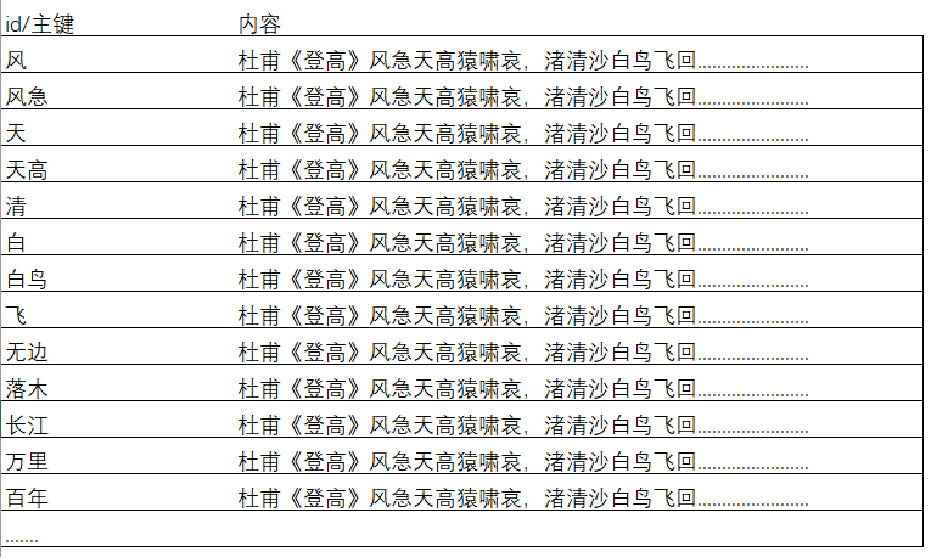 id/主键 内容
风 杜甫《登高》风急天高猿啸哀，渚清沙白鸟飞回.......................
风急 杜甫《登高》风急天高猿啸哀，渚清沙白鸟飞回.......................
天 杜甫《登高》风急天高猿啸哀，渚清沙白鸟飞回.......................
天高 杜甫《登高》风急天高猿啸哀，渚清沙白鸟飞回.......................
清 杜甫《登高》风急天高猿啸哀，渚清沙白鸟飞回.......................
白 杜甫《登高》风急天高猿啸哀，渚清沙白鸟飞回.......................
白鸟 杜甫《登高》风急天高猿啸哀，渚清沙白鸟飞回.......................
飞 杜甫《登高》风急天高猿啸哀，渚清沙白鸟飞回.......................
无边 杜甫《登高》风急天高猿啸哀，渚清沙白鸟飞回.......................
落木 杜甫《登高》风急天高猿啸哀，渚清沙白鸟飞回.......................
长江 杜甫《登高》风急天高猿啸哀，渚清沙白鸟飞回.......................
万里 杜甫《登高》风急天高猿啸哀，渚清沙白鸟飞回.......................
百年 杜甫《登高》风急天高猿啸哀，渚清沙白鸟飞回.......................
.......